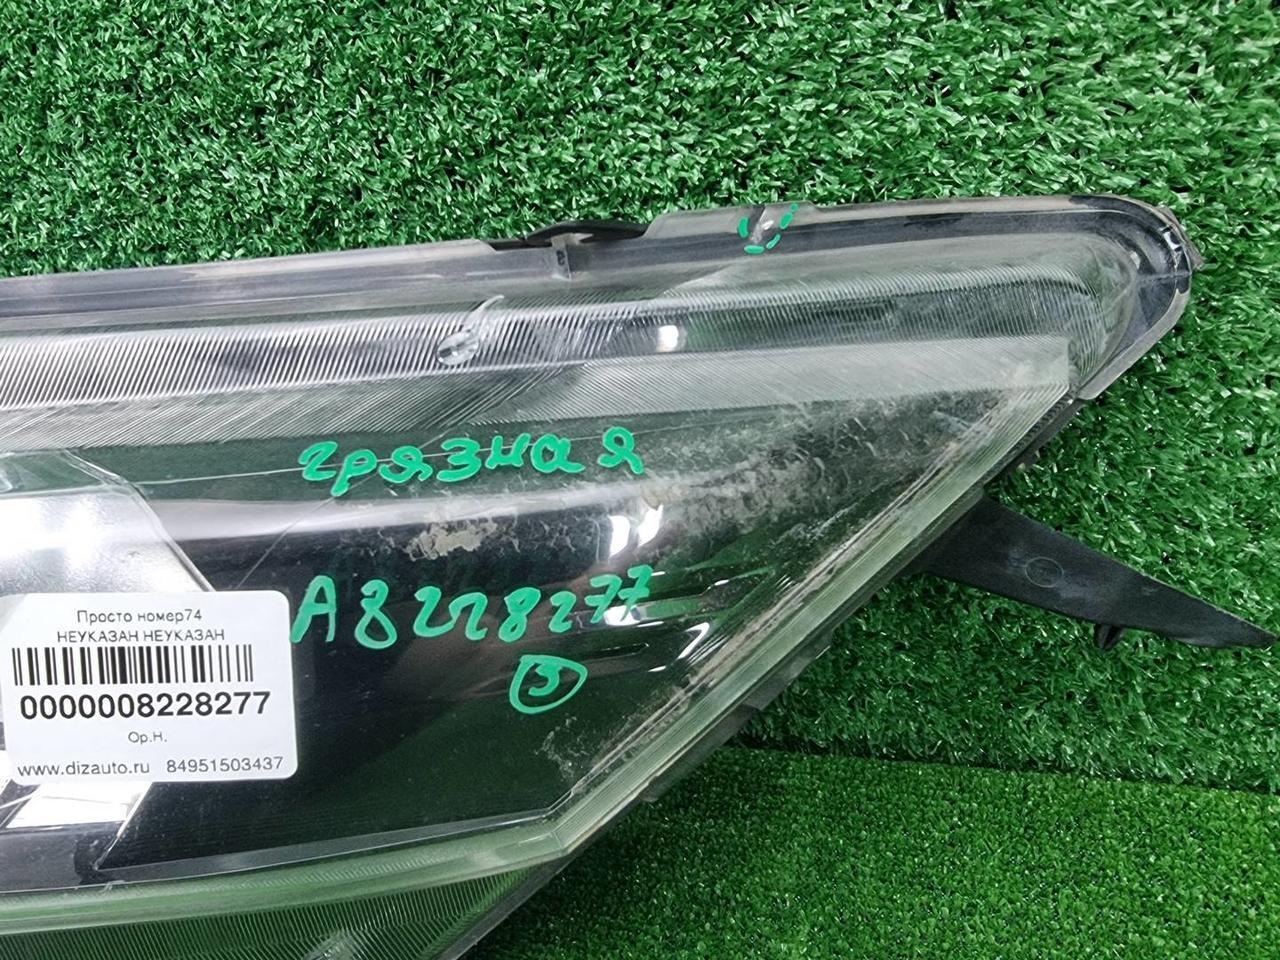 грязная
A8228277
5
Просто номер74
НЕУКАЗАН НЕУКАЗАН
0000008228277
Ор.Н.
www.dizauto.ru 84951503437